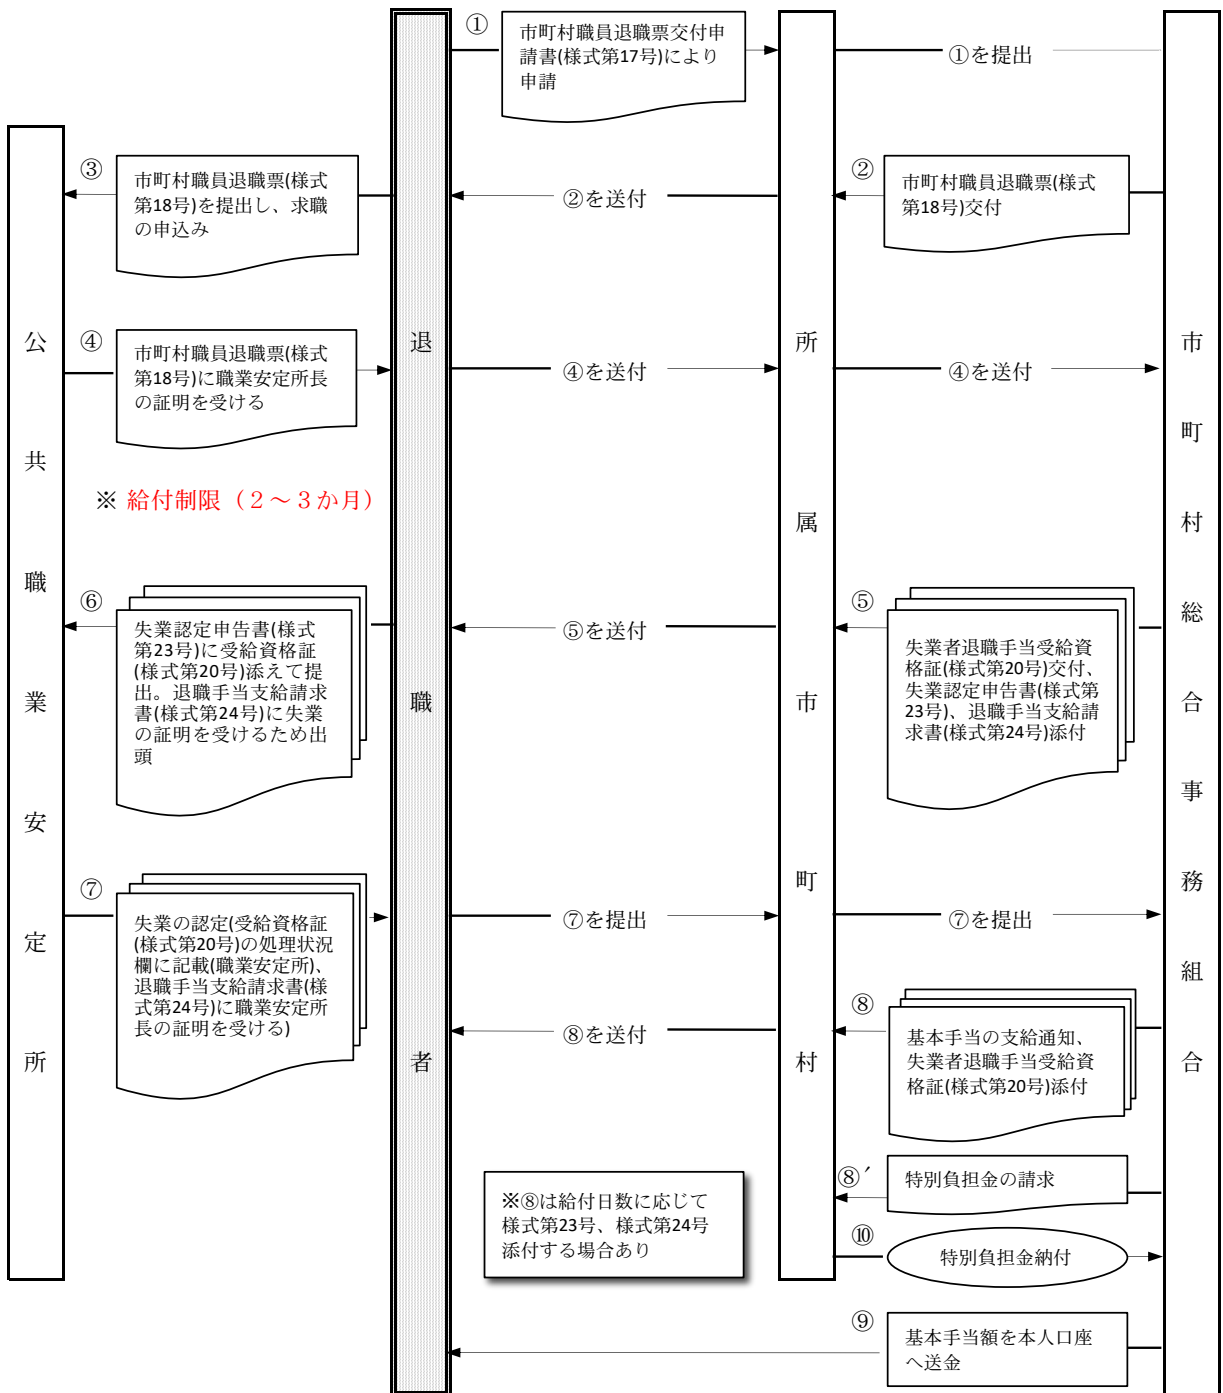 ①
市町村職員退職票交付申
請書(様式第17号)により
申請
①を提出
③
市町村職員退職票(様式
第18号)を提出し、求職
の申込み
②を送付
②
市町村職員退職票(様式
第18号)交付
④
市町村職員退職票(様式
第18号)に職業安定所長
の証明を受ける
④を送付
④を送付
※ 給付制限（２～３か月）
⑥
失業認定申告書(様式
第23号)に受給資格証
(様式第20号)添えて提
出。退職手当支給請求
書(様式第24号)に失業
の証明を受けるため出
頭
⑤を送付
⑤
失業者退職手当受給資
格証(様式第20号)交付、
失業認定申告書(様式第
23号)、退職手当支給請
求書(様式第24号)添付
⑦
失業の認定(受給資格証
(様式第20号)の処理状況
欄に記載(職業安定所)、
退職手当支給請求書(様
式第24号)に職業安定所
長の証明を受ける)
⑦を提出
⑦を提出
⑧を送付
⑧
基本手当の支給通知、
失業者退職手当受給資
格証(様式第20号)添付
※⑧は給付日数に応じて
様式第23号、様式第24号
添付する場合あり
⑧´
特別負担金の請求
⑩
特別負担金納付
⑨
基本手当額を本人口座
へ送金
公共職業安定所
退職者
所属市町村
市町村総合事務組合